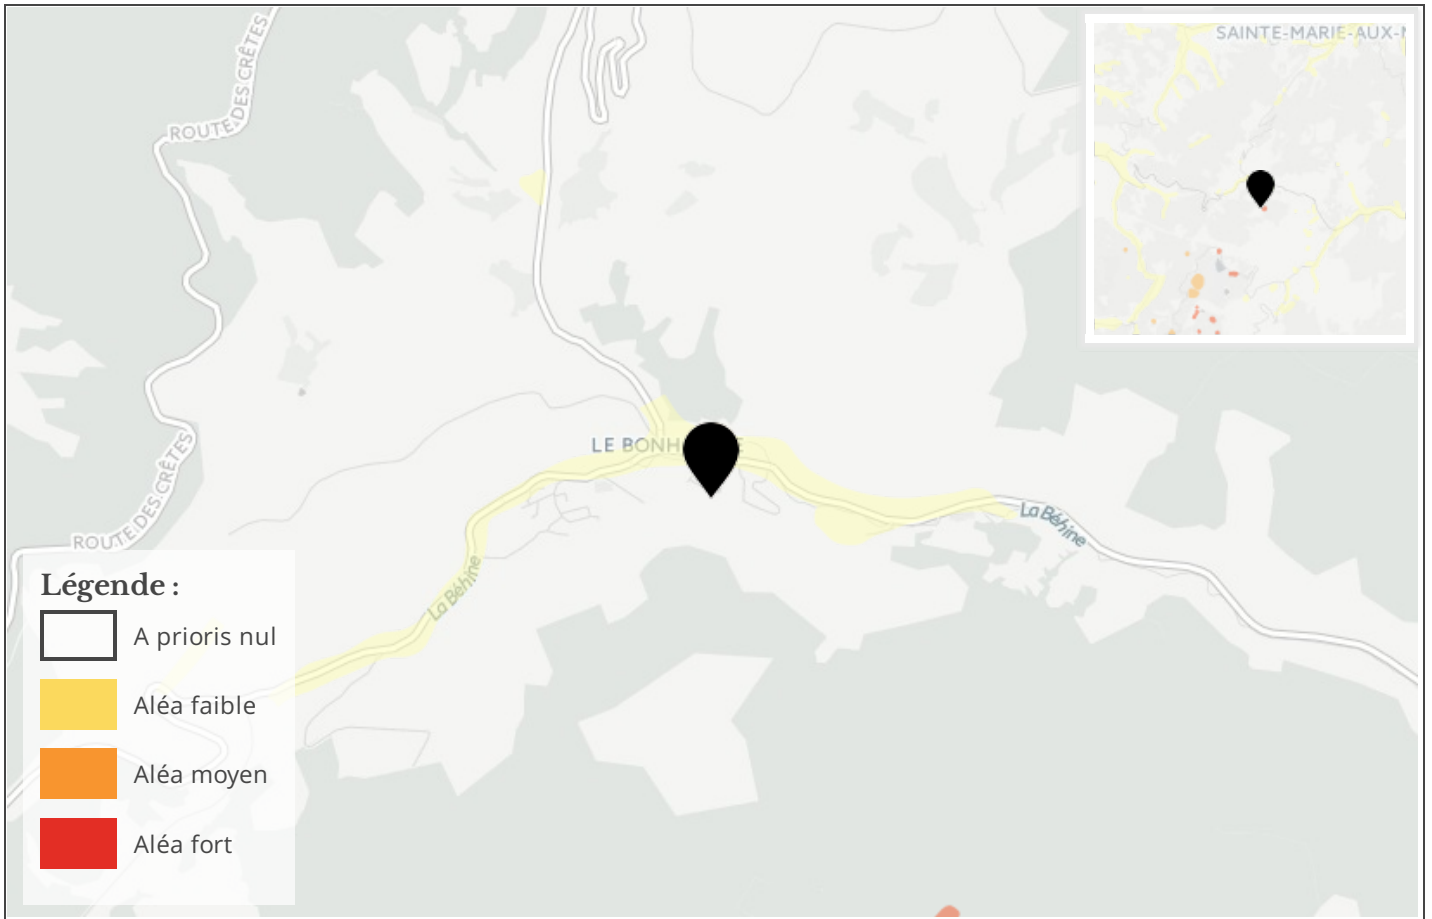 SAINTE-MARIE-AUX-
ROUTE DES CRÊTES
LE BONH
La Béhine
ROUTE DES CRÊTES
La Béhine
Légende :
A prioris nul
Aléa faible
Aléa moyen
Aléa fort